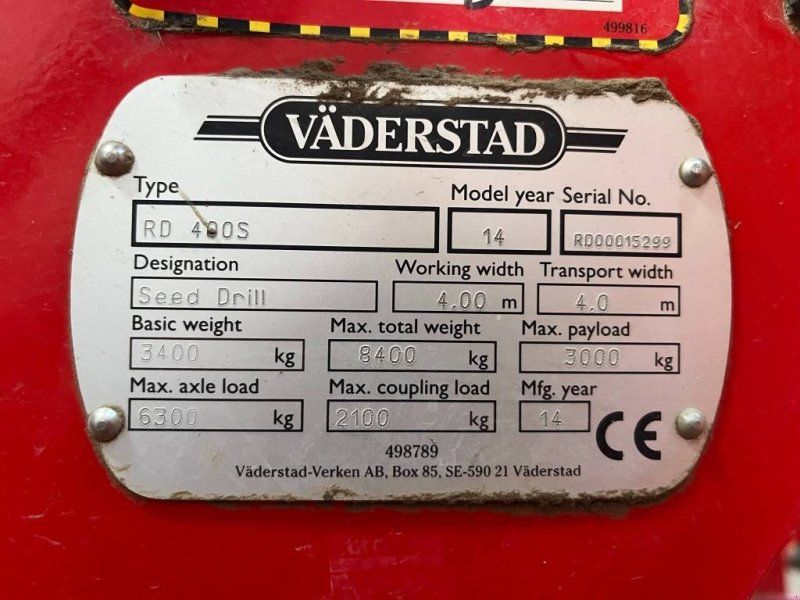 499816
VÄDERSTAD
Type Model year Serial No.
RD 400S 14 RD00015299
Designation Working width Transport width
Seed Drill 4.00 m 4.0 m
Basic weight Max. total weight Max. payload
3400 kg 8400 kg 3000 kg
Max. axle load Max. coupling load Mfg. year
6300 kg 2100 kg 14 CE
498789
Väderstad-Verken AB, Box 85, SE-590 21 Väderstad